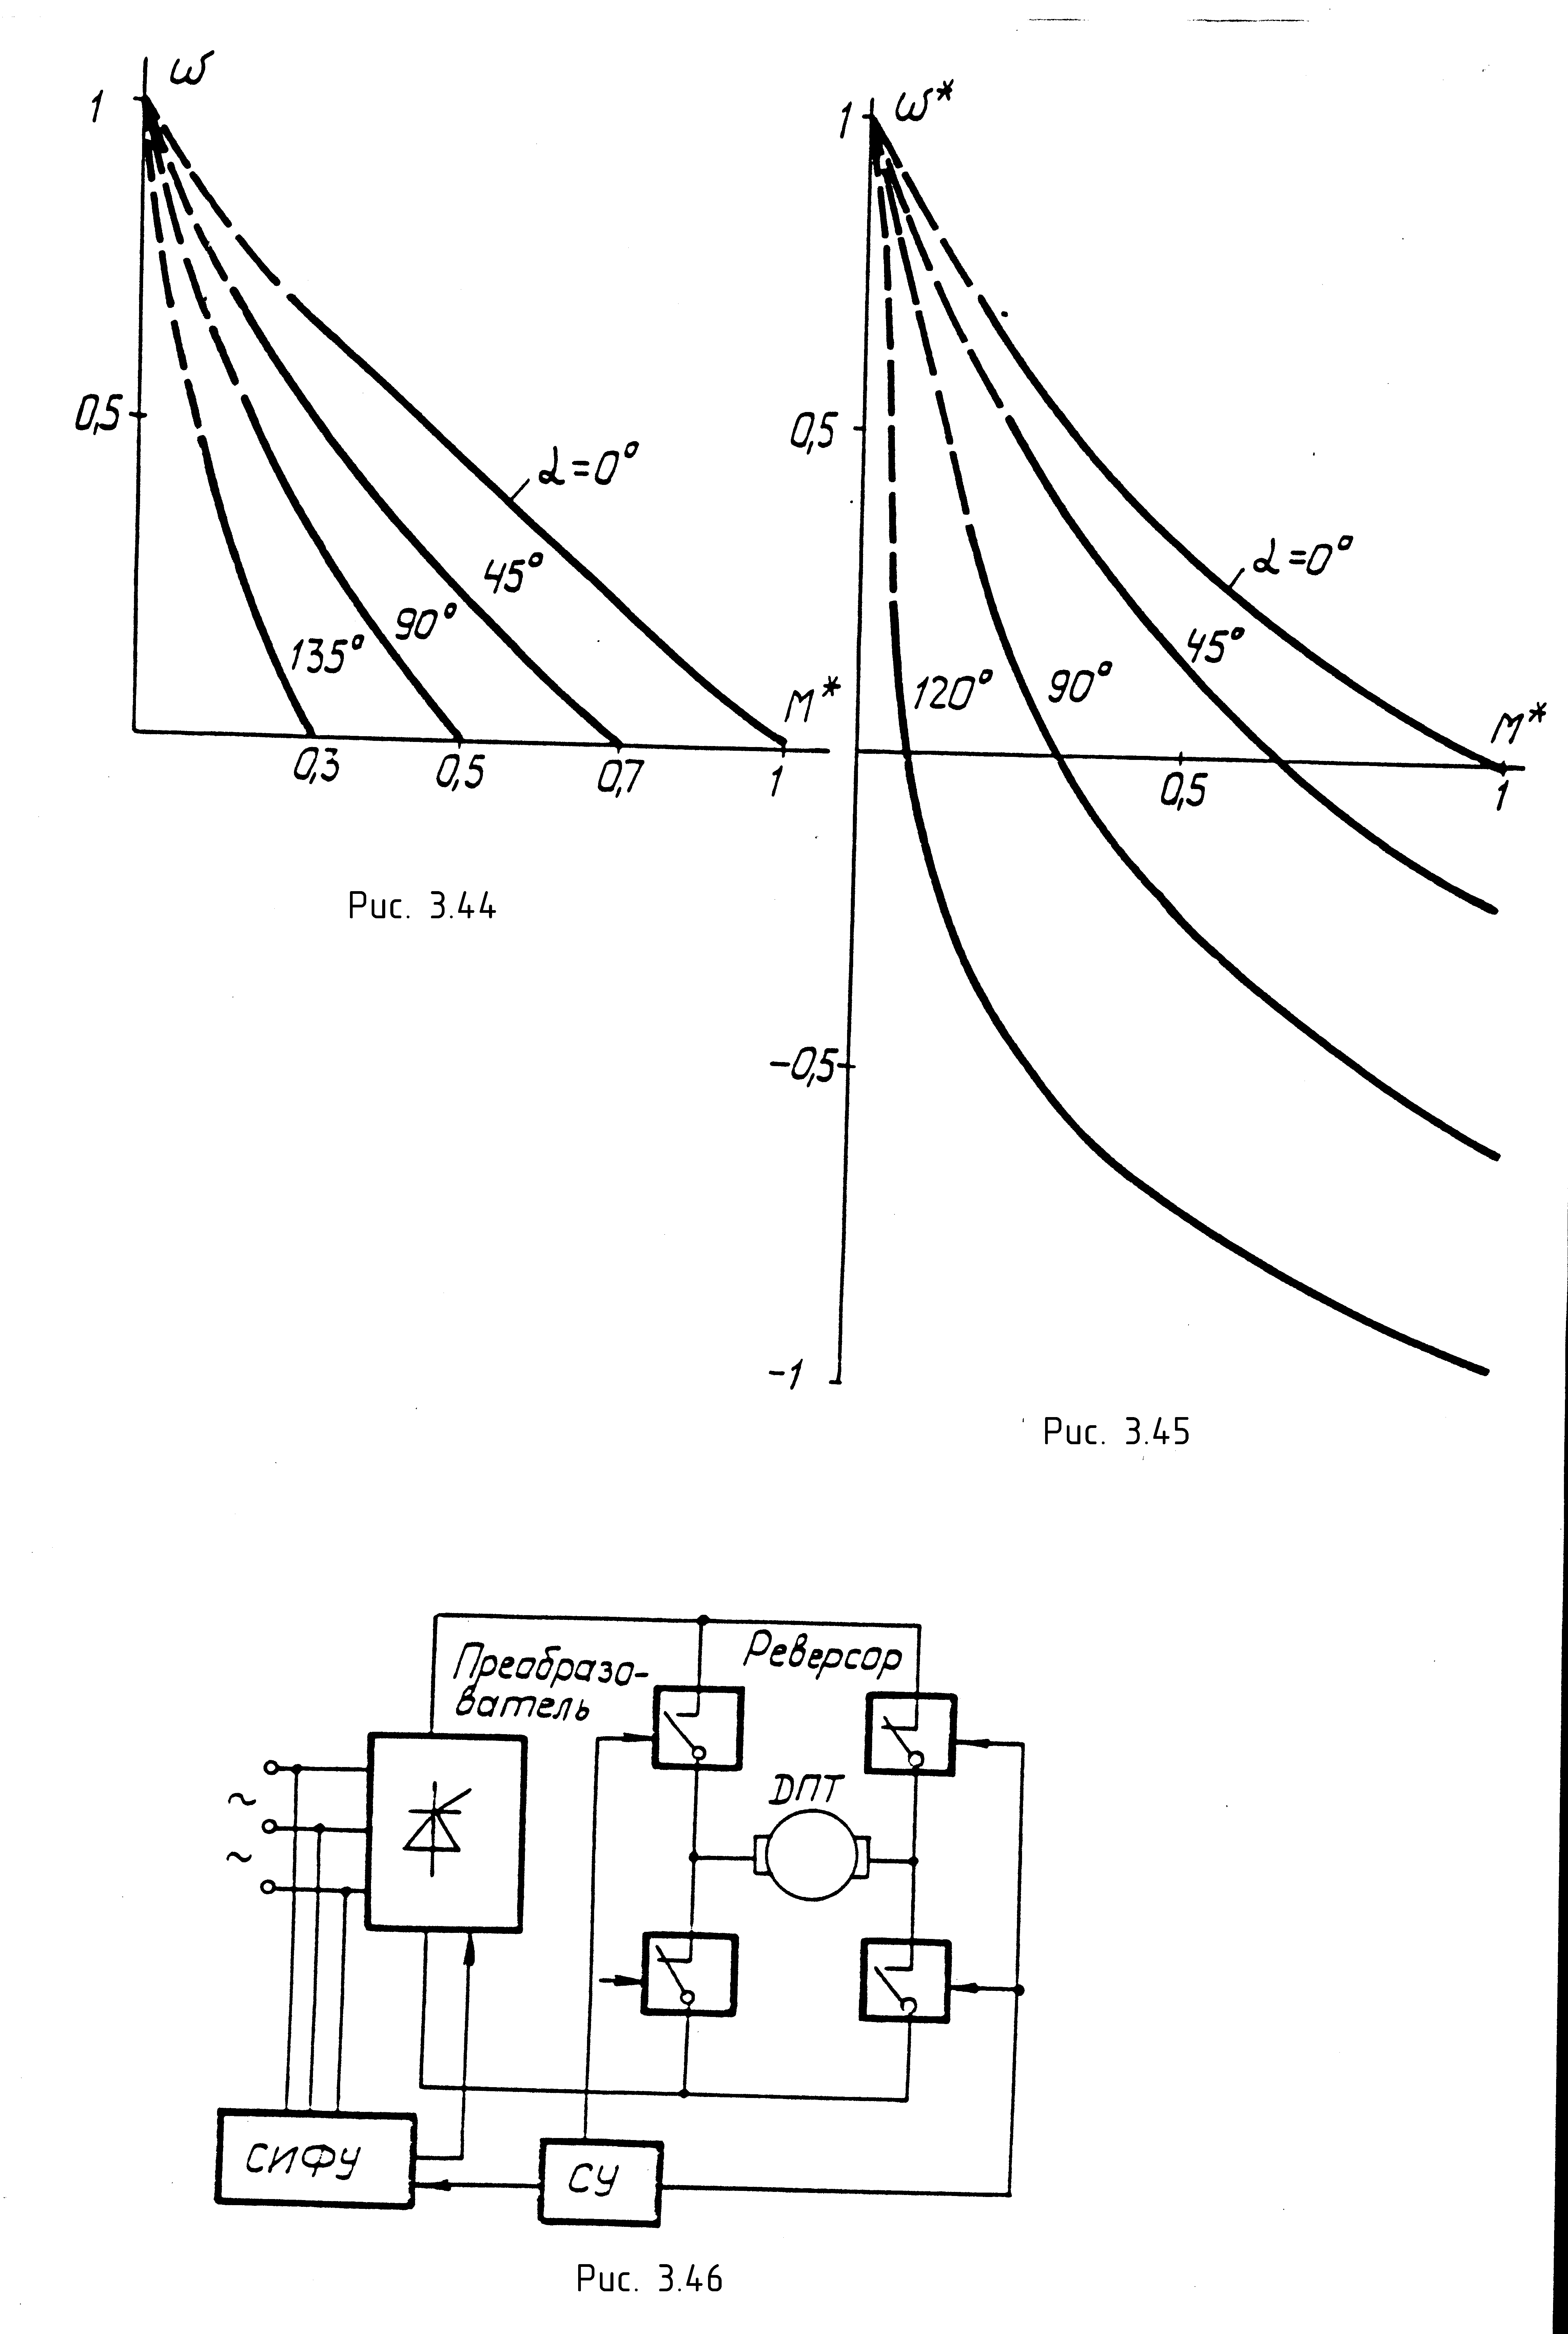 ω
1
0,5
α=0°
45°
90°
135°
M*
0,3
0,5
0,7
1
Рис. 3.44
ω*
1
0,5
α=0°
45°
90°
120°
M*
0,5
1
-0,5
-1
Рис. 3.45
Преобразо-
ватель
Реверсор
ДПТ
~
~
СИФУ
СУ
Рис. 3.46